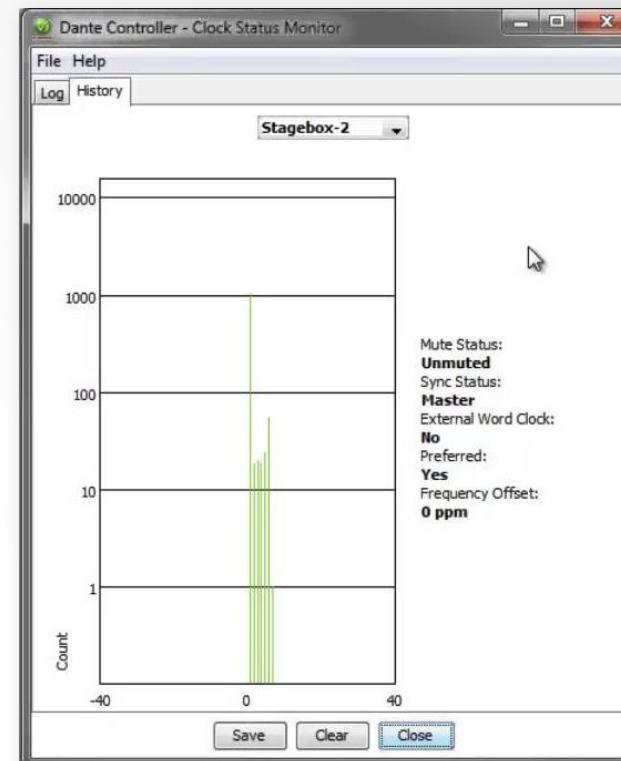 Dante Controller - Clock Status Monitor
File Help
Log History
Stagebox-2
10000
1000
100
10
1
Count
-40 0 40
Mute Status:
Unmuted
Sync Status:
Master
External Word Clock:
No
Preferred:
Yes
Frequency Offset:
0 ppm
Save Clear Close